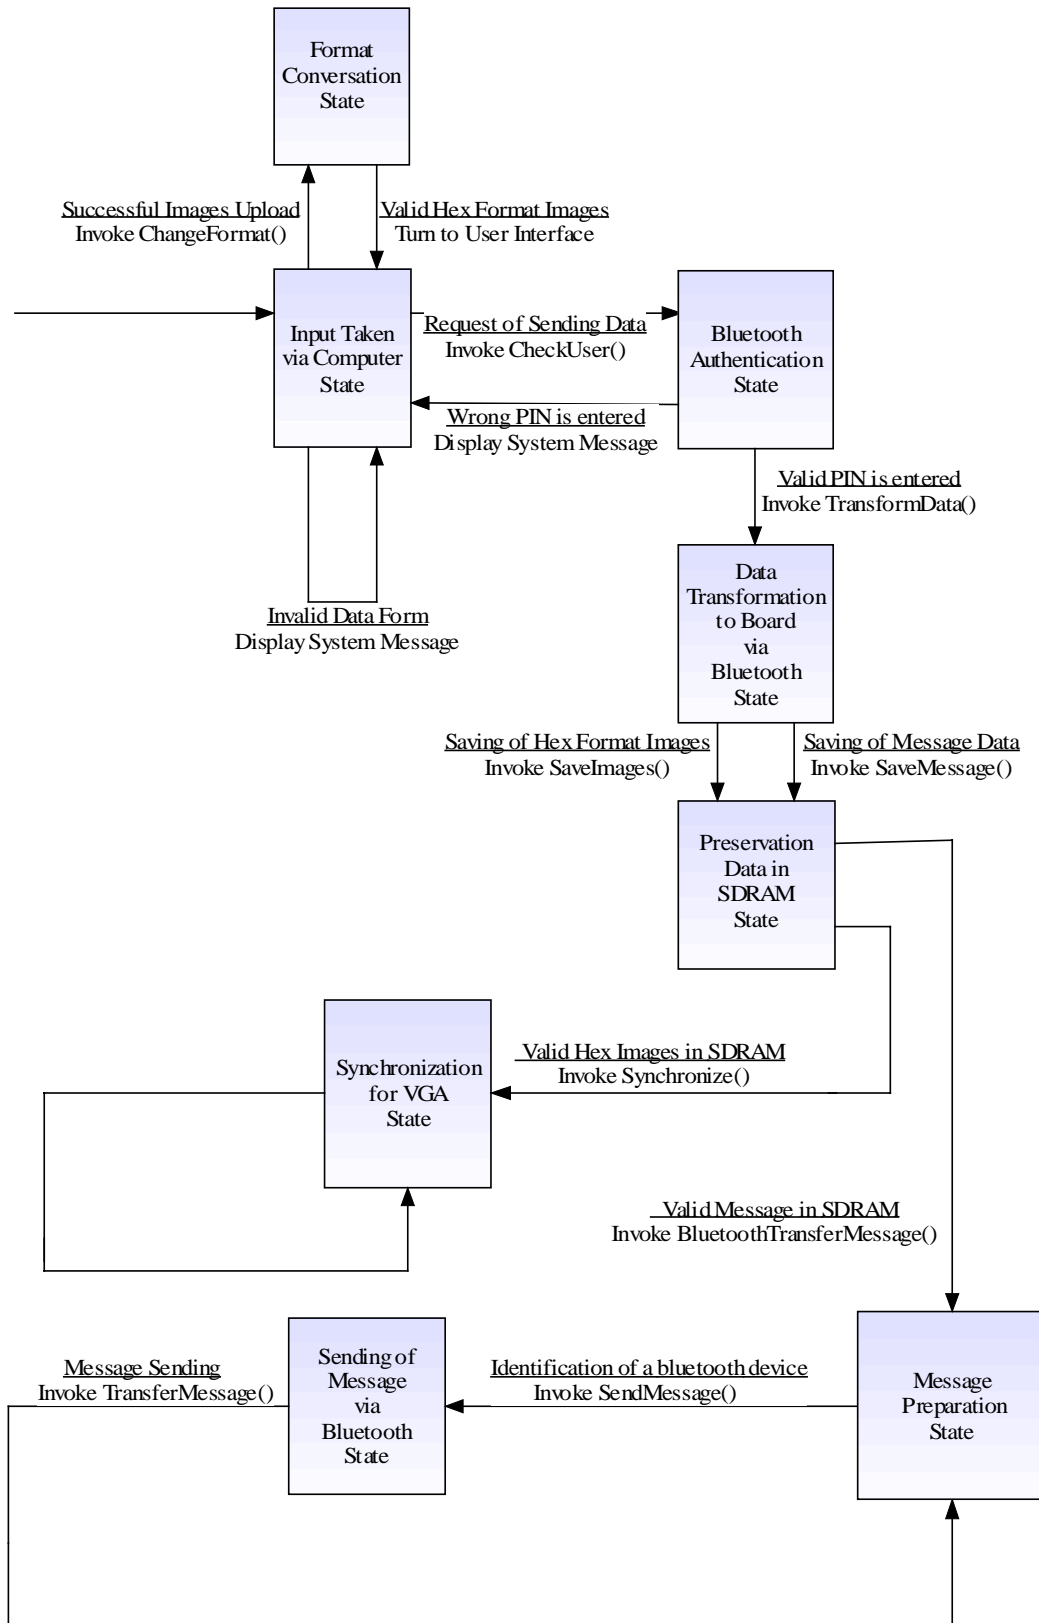 Format
Conversation
State
Successful Images Upload
Invoke ChangeFormat()
Valid Hex Format Images
Turn to User Interface
Input Taken
via Computer
State
Request of Sending Data
Invoke CheckUser()
Bluetooth
Authentication
State
Wrong PIN is entered
Display System Message
Valid PIN is entered
Invoke TransformData()
Invalid Data Form
Display System Message
Data
Transformation
to Board
via
Bluetooth
State
Saving of Hex Format Images
Invoke SaveImages()
Saving of Message Data
Invoke SaveMessage()
Preservation
Data in
SDRAM
State
Synchronization
for VGA
State
Valid Hex Images in SDRAM
Invoke Synchronize()
Valid Message in SDRAM
Invoke BluetoothTransferMessage()
Message Sending
Invoke TransferMessage()
Sending of
Message
via
Bluetooth
State
Identification of a bluetooth device
Invoke SendMessage()
Message
Preparation
State